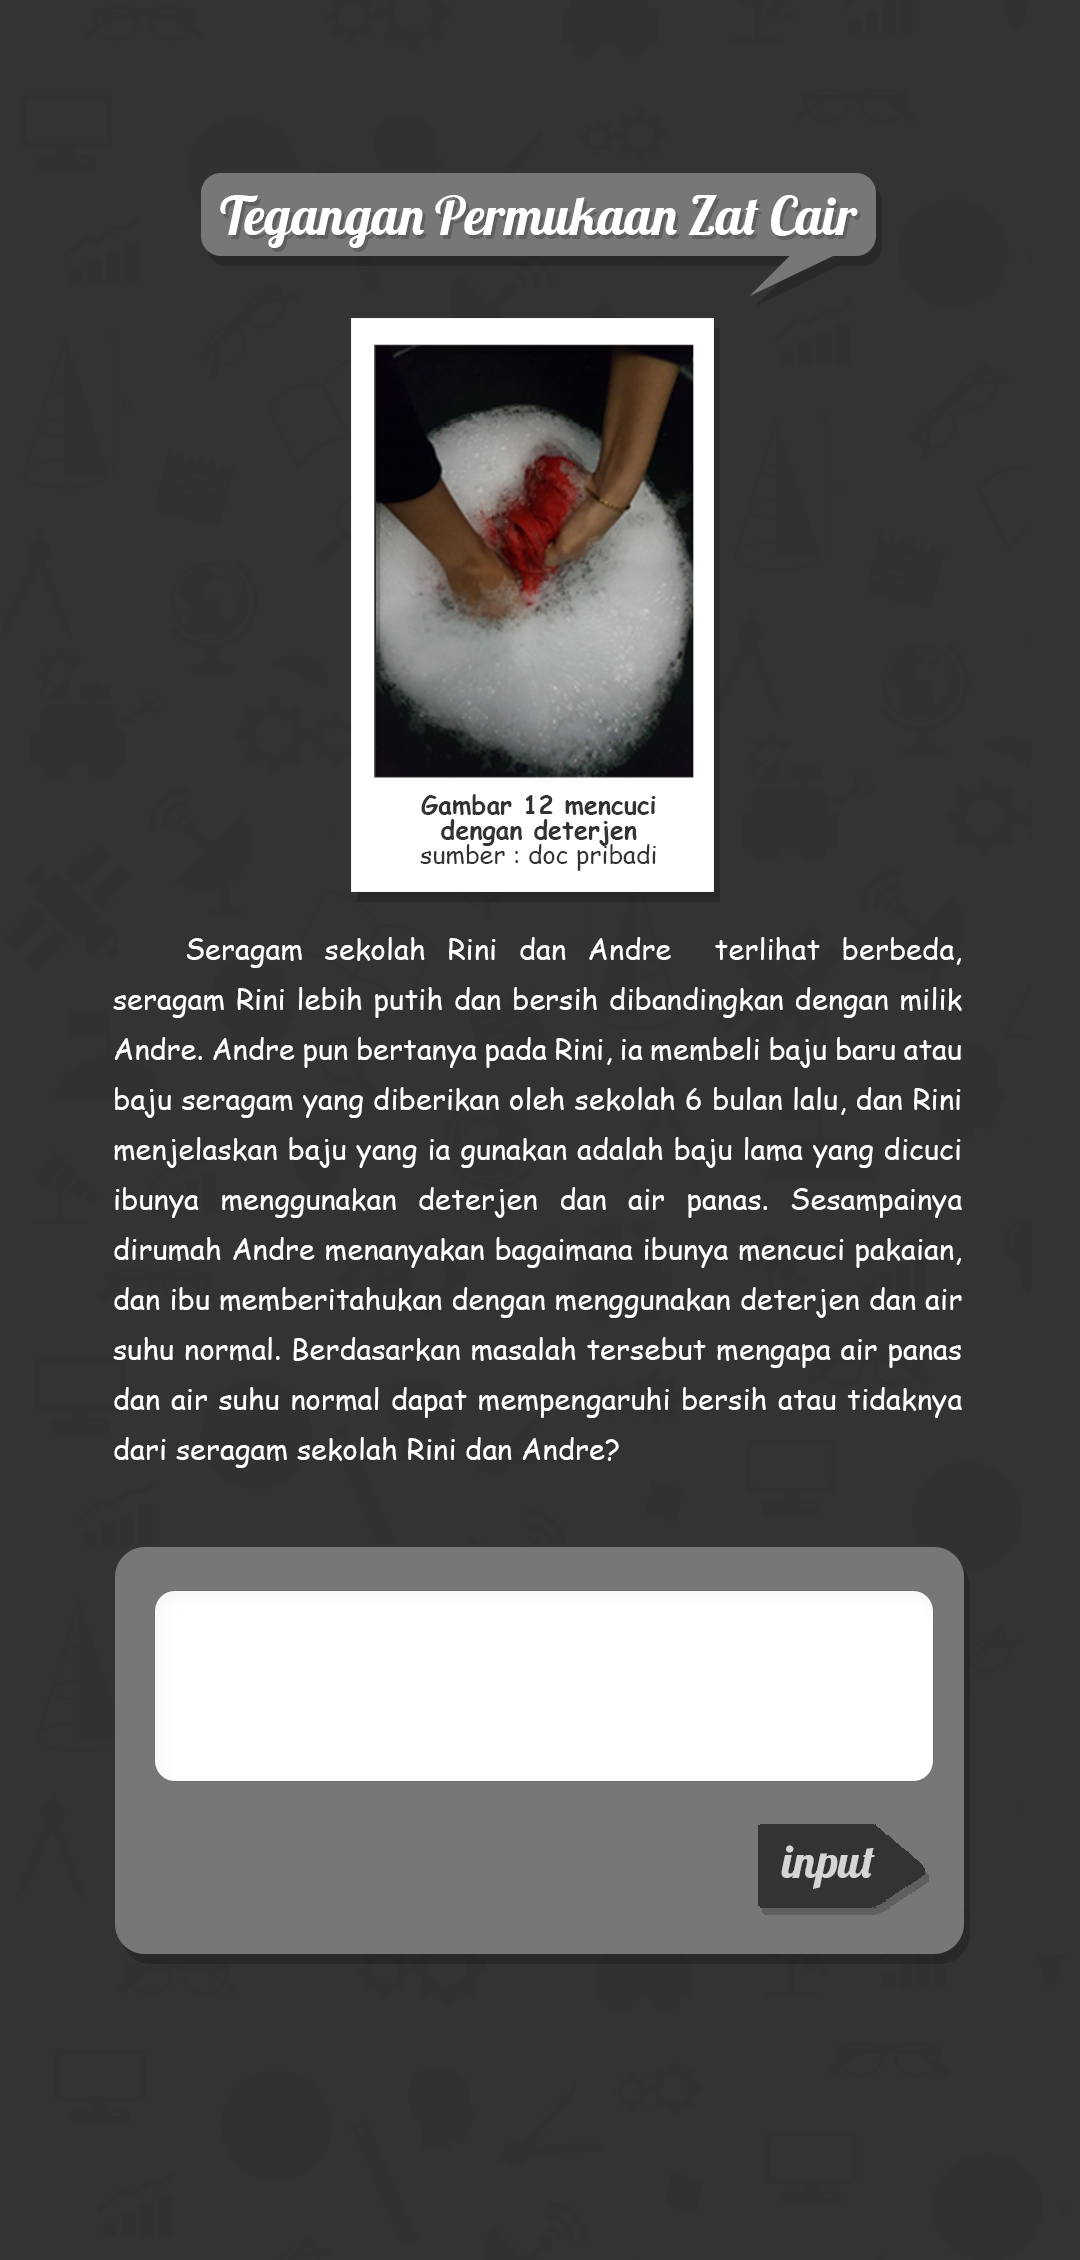 Tegangan Permukaan Zat Cair
Gambar 12 mencuci
dengan deterjen
sumber : doc pribadi
Seragam sekolah Rini dan Andre terlihat berbeda,
seragam Rini lebih putih dan bersih dibandingkan dengan milik
Andre. Andre pun bertanya pada Rini, ia membeli baju baru atau
baju seragam yang diberikan oleh sekolah 6 bulan lalu, dan Rini
menjelaskan baju yang ia gunakan adalah baju lama yang dicuci
ibunya menggunakan deterjen dan air panas. Sesampainya
dirumah Andre menanyakan bagaimana ibunya mencuci pakaian,
dan ibu memberitahukan dengan menggunakan deterjen dan air
suhu normal. Berdasarkan masalah tersebut mengapa air panas
dan air suhu normal dapat mempengaruhi bersih atau tidaknya
dari seragam sekolah Rini dan Andre?
input